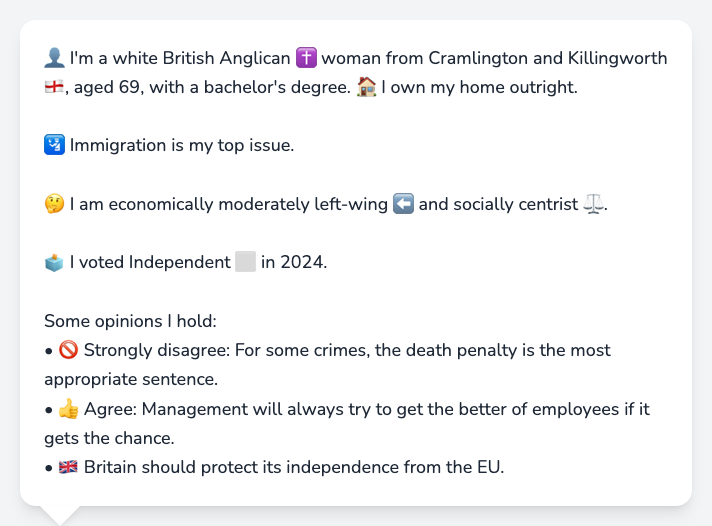 👤 I'm a white British Anglican ✝️ woman from Cramlington and Killingworth
🏴󠁧󠁢󠁥󠁮󠁧󠁿, aged 69, with a bachelor's degree. 🏠 I own my home outright.
🛂 Immigration is my top issue.
🤔 I am economically moderately left-wing ⬅️ and socially centrist ⚖️.
🗳️ I voted Independent ⬜ in 2024.
Some opinions I hold:
• 🚫 Strongly disagree: For some crimes, the death penalty is the most
appropriate sentence.
• 👍 Agree: Management will always try to get the better of employees if it
gets the chance.
• 🇬🇧 Britain should protect its independence from the EU.